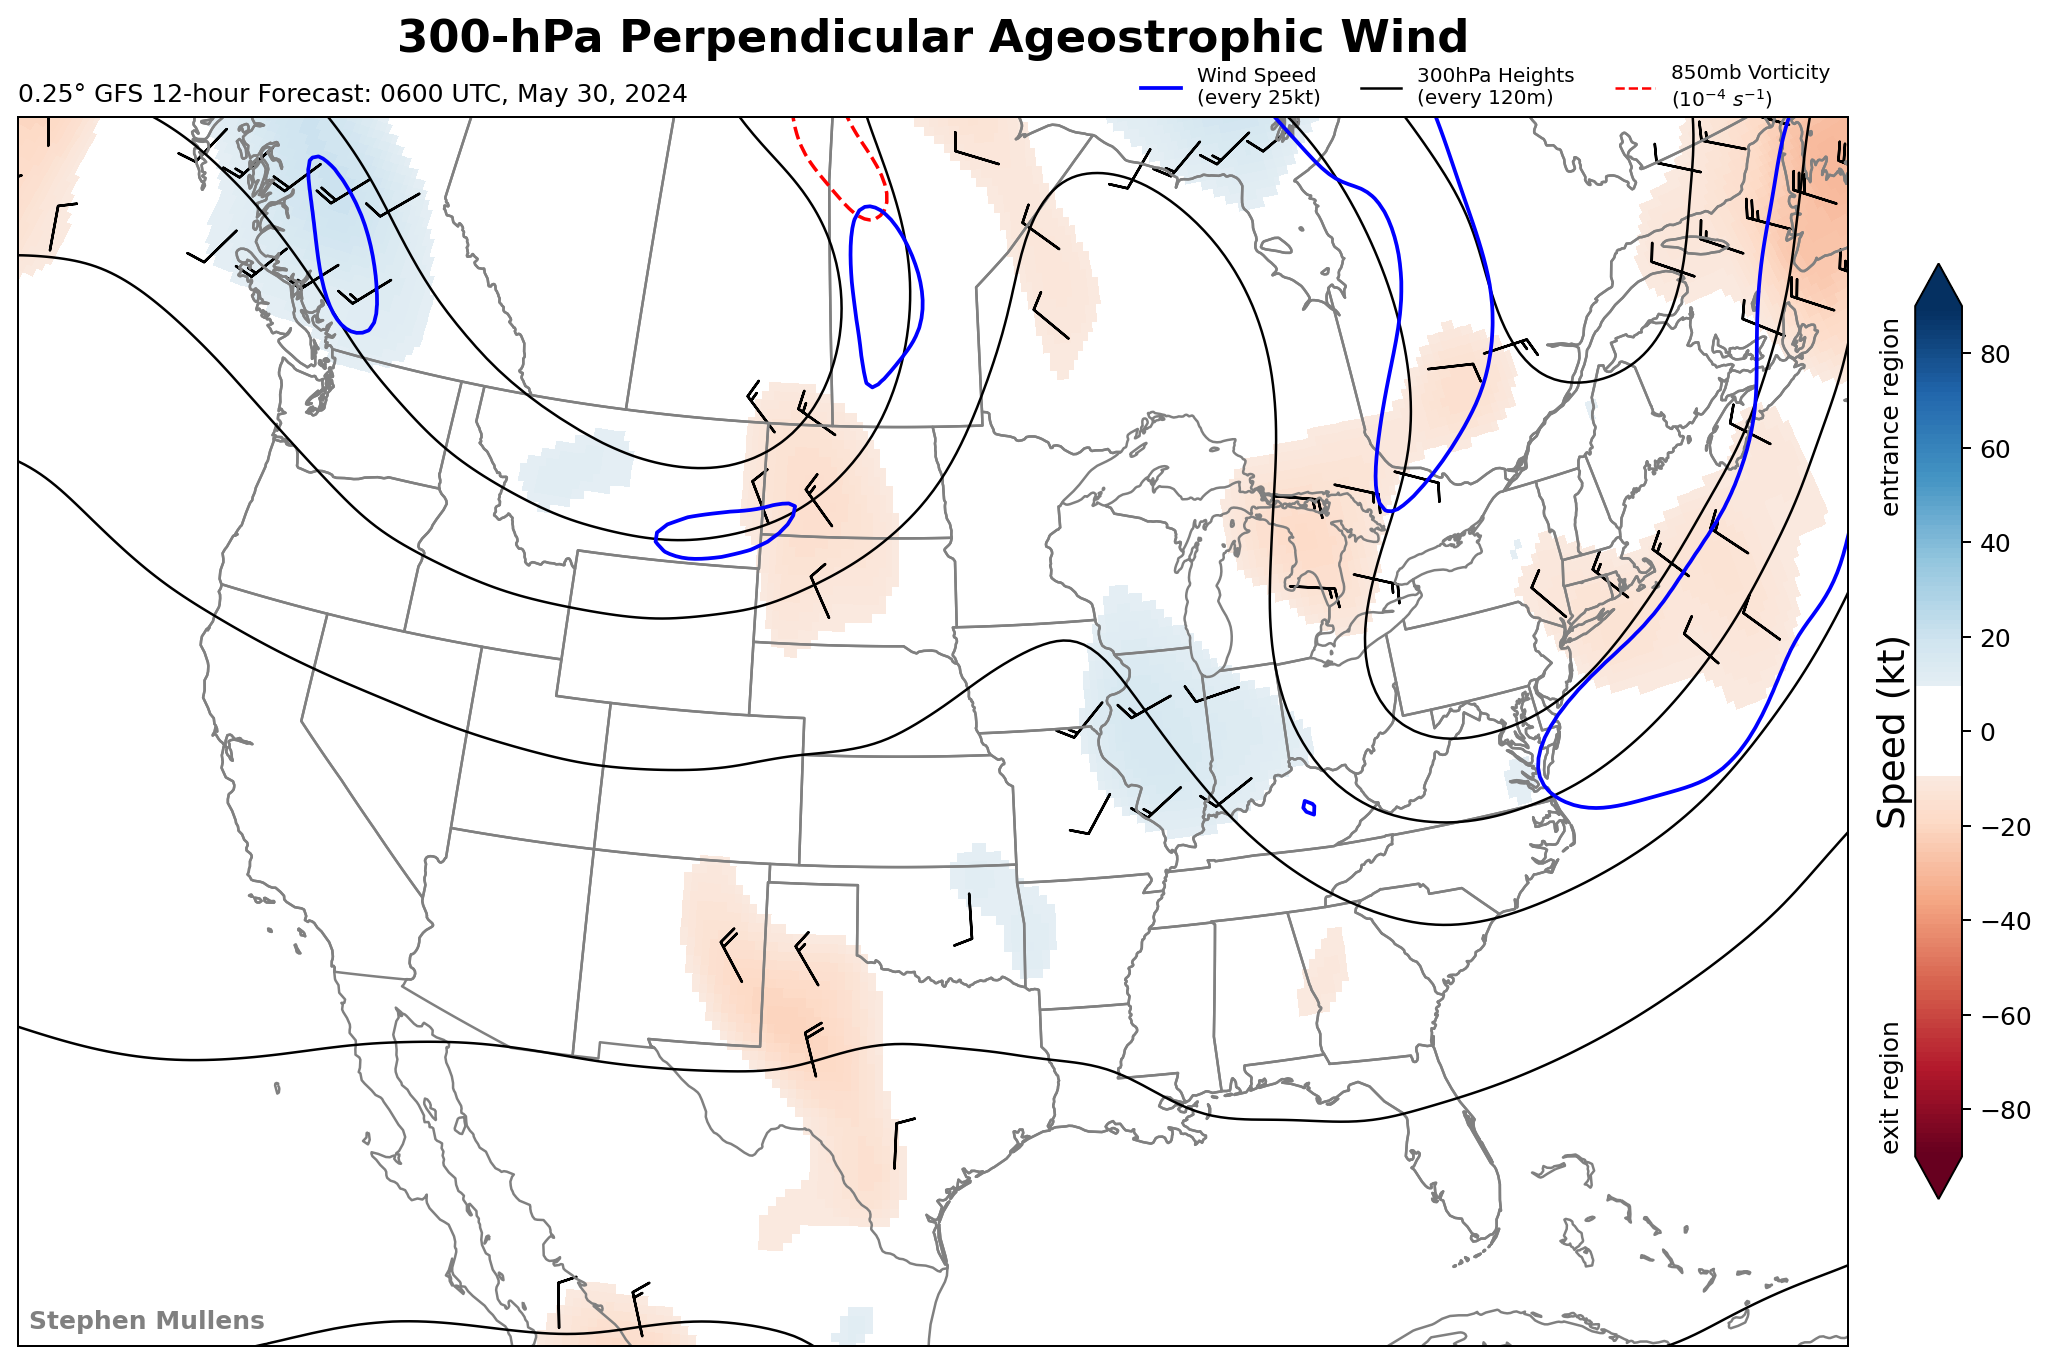 300-hPa Perpendicular Ageostrophic Wind
0.25° GFS 12-hour Forecast: 0600 UTC, May 30, 2024
Wind Speed
(every 25kt)
300hPa Heights
(every 120m)
850mb Vorticity
(10⁻⁴ s⁻¹)
entrance region
exit region
Speed (kt)
80
60
40
20
0
−20
−40
−60
−80
Stephen Mullens